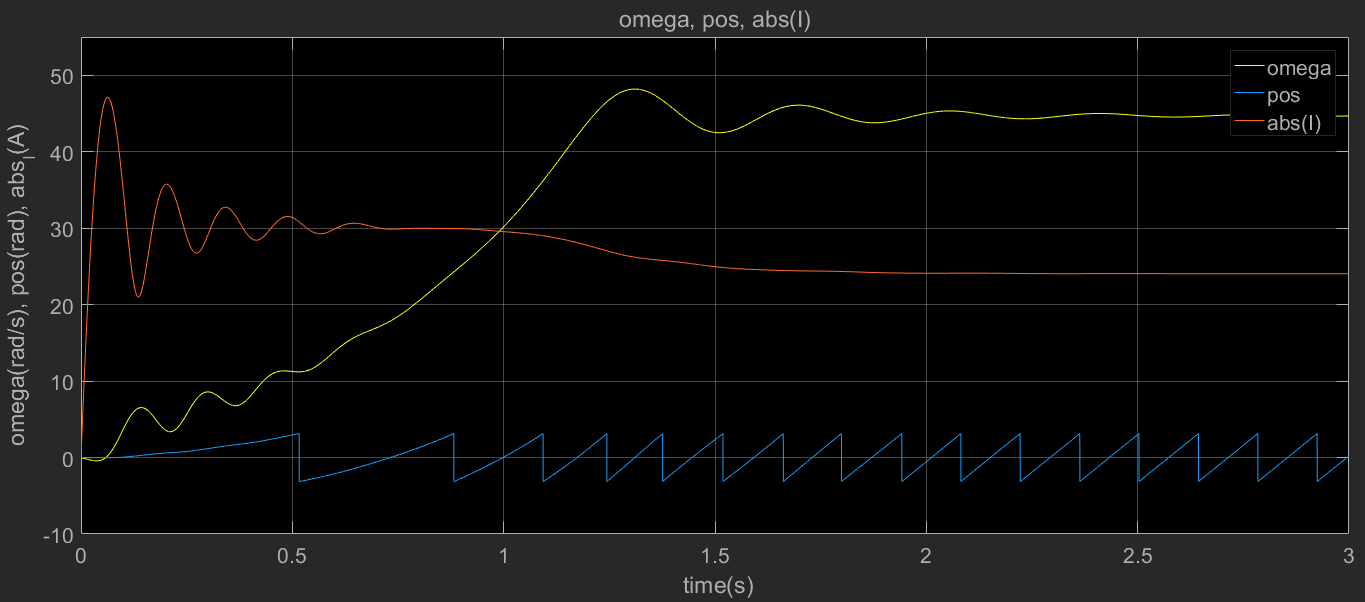 omega, pos, abs(I)
omega(rad/s), pos(rad), abs_I(A)
50
40
30
20
10
0
-10
omega
pos
abs(I)
0
0.5
1
1.5
2
2.5
3
time(s)